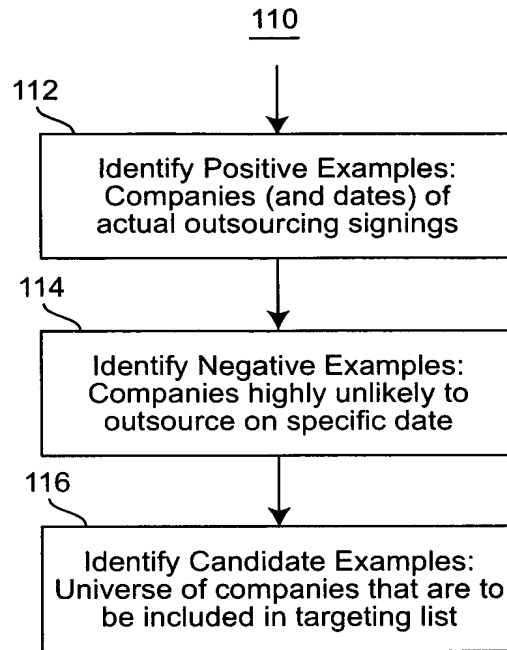 110
112
Identify Positive Examples:
Companies (and dates) of
actual outsourcing signings
114
Identify Negative Examples:
Companies highly unlikely to
outsource on specific date
116
Identify Candidate Examples:
Universe of companies that are to
be included in targeting list